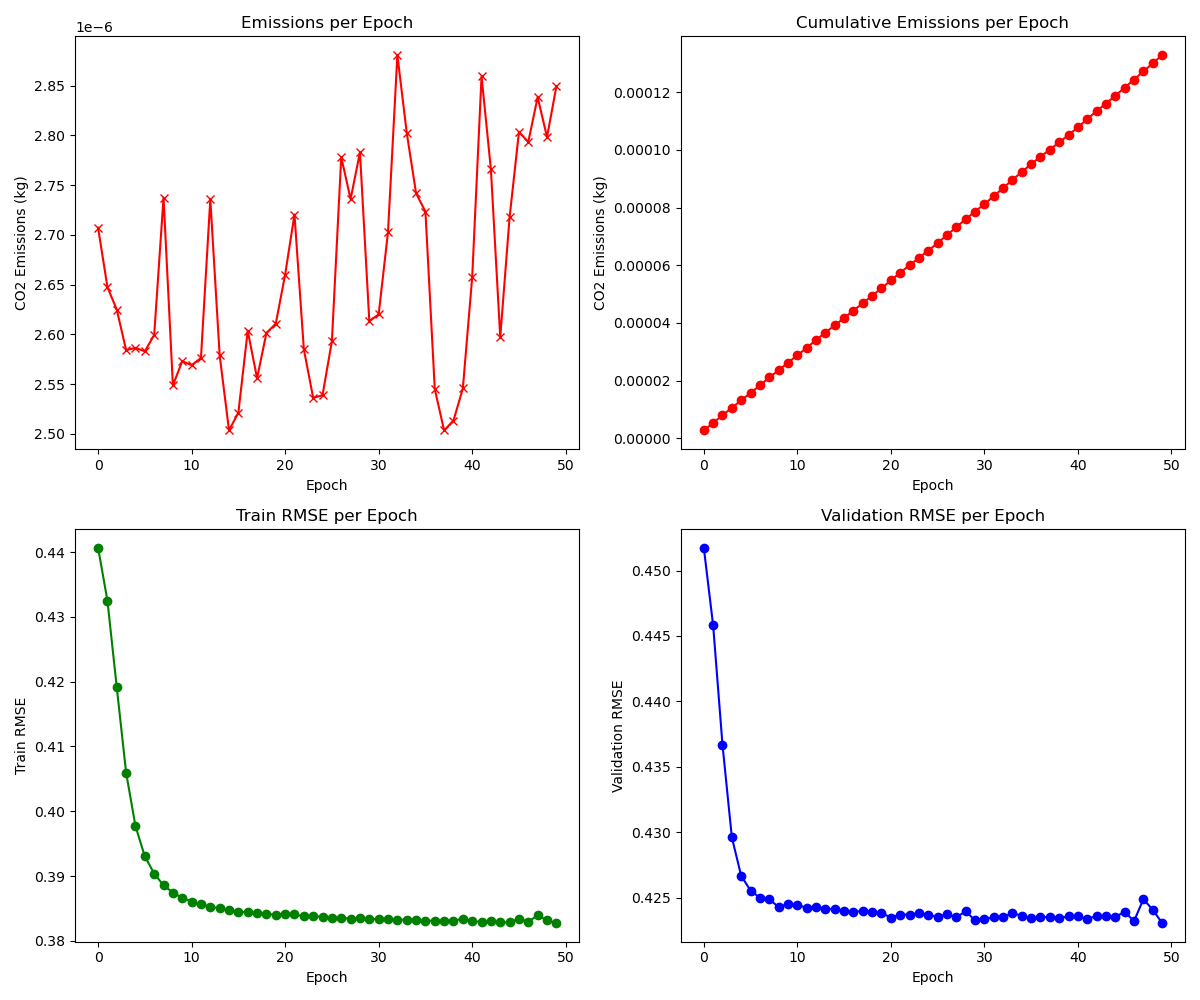 Emissions per Epoch
1e−6
2.85
2.80
2.75
2.70
2.65
2.60
2.55
2.50
CO2 Emissions (kg)
0 10 20 30 40 50
Epoch
Cumulative Emissions per Epoch
0.00012
0.00010
0.00008
0.00006
0.00004
0.00002
0.00000
CO2 Emissions (kg)
0 10 20 30 40 50
Epoch
Train RMSE per Epoch
0.44
0.43
0.42
0.41
0.40
0.39
0.38
Train RMSE
0 10 20 30 40 50
Epoch
Validation RMSE per Epoch
0.450
0.445
0.440
0.435
0.430
0.425
Validation RMSE
0 10 20 30 40 50
Epoch